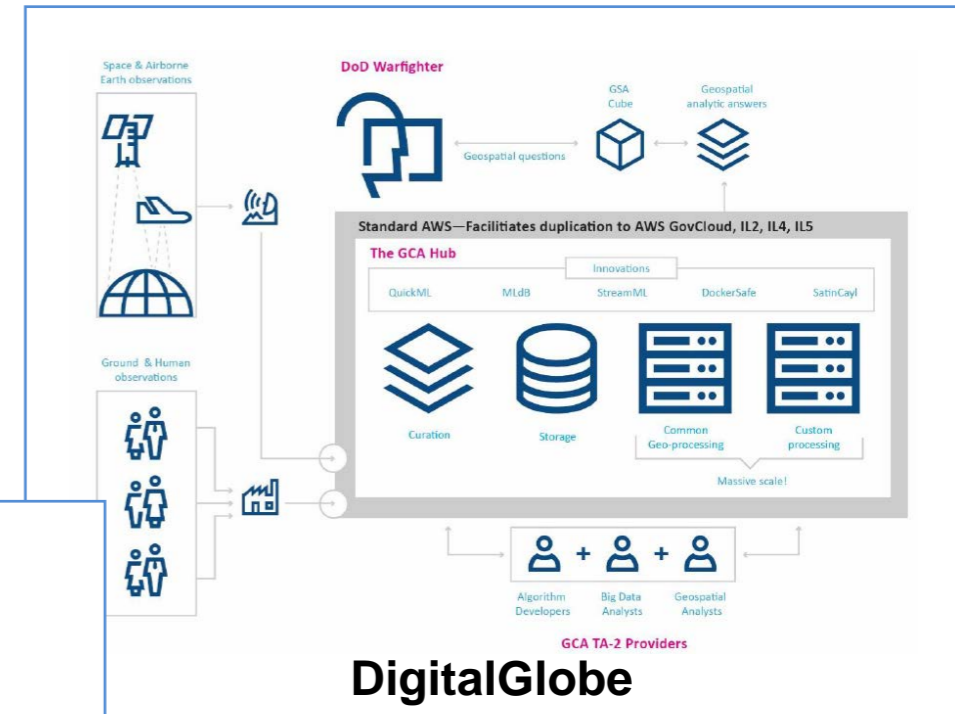 Space & Airborne
Earth observations
DoD Warfighter
GSA
Cube
Geospatial
analytic answers
Geospatial questions
Standard AWS—Facilitiates duplication to AWS GovCloud, IL2, IL4, IL5
The GCA Hub
Innovations
QuickML
MLdB
StreamML
DockerSafe
SatinCayl
Ground & Human
observations
Curation
Storage
Common
Geo-processing
Custom
processing
Massive scale!
Algorithm
Developers
Big Data
Analysts
Geospatial
Analysts
GCA TA-2 Providers
DigitalGlobe